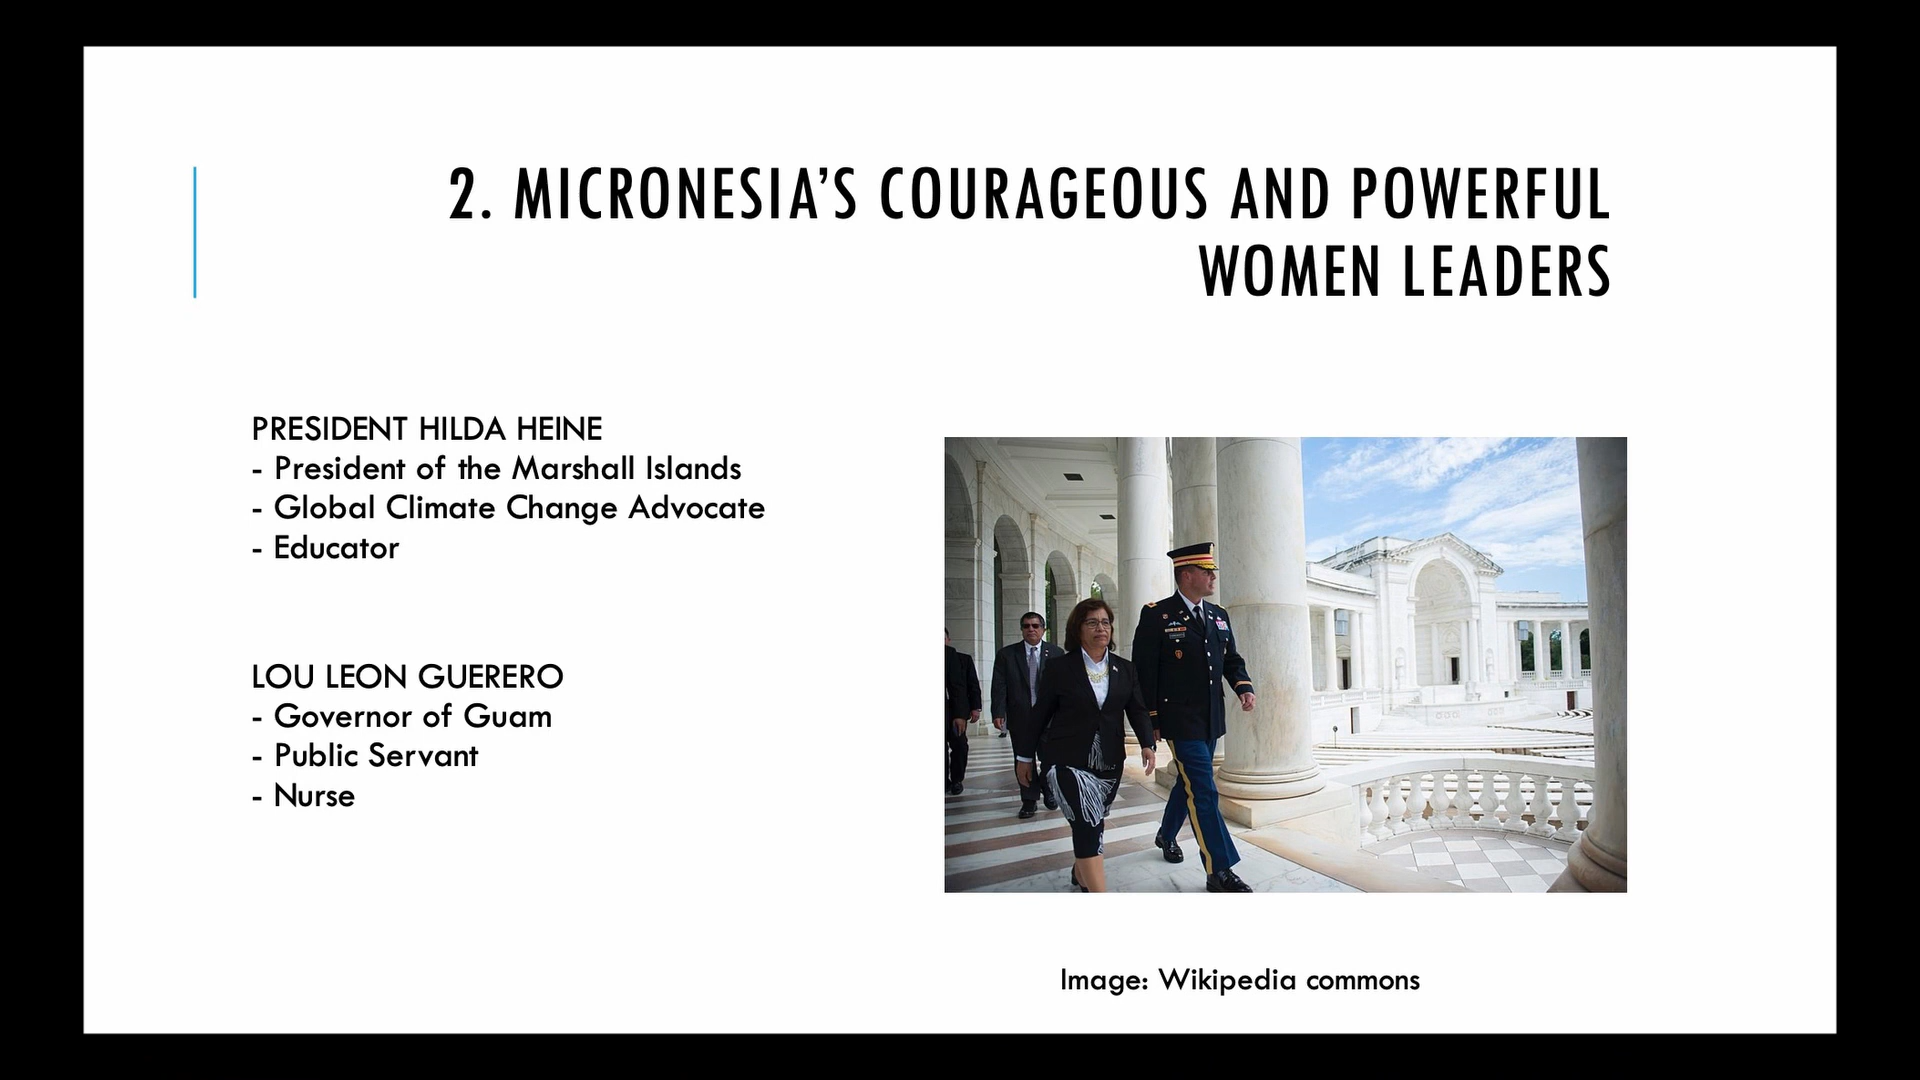 2. MICRONESIA’S COURAGEOUS AND POWERFUL
WOMEN LEADERS
PRESIDENT HILDA HEINE
- President of the Marshall Islands
- Global Climate Change Advocate
- Educator
LOU LEON GUERERO
- Governor of Guam
- Public Servant
- Nurse
Image: Wikipedia commons